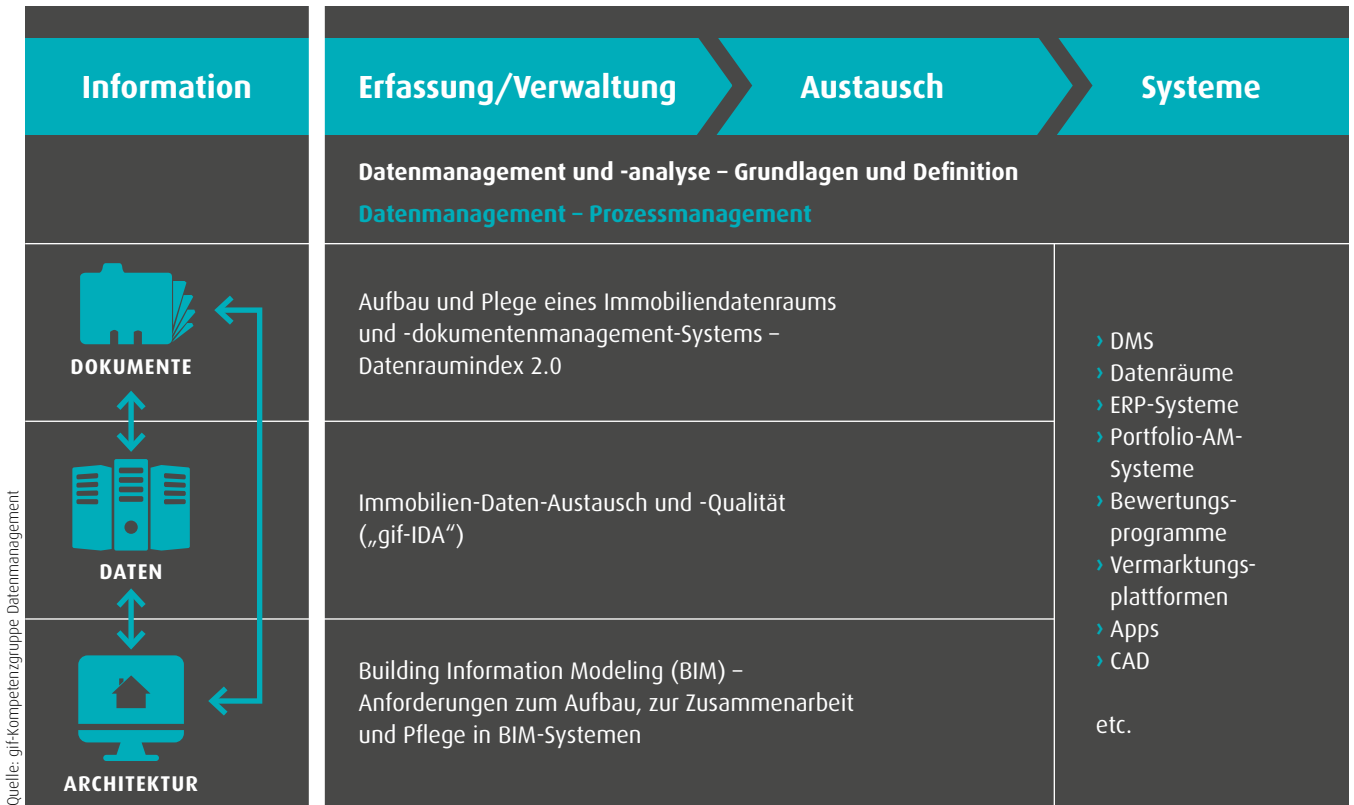 Information
Erfassung/Verwaltung
Austausch
Systeme
Datenmanagement und -analyse – Grundlagen und Definition
Datenmanagement – Prozessmanagement
DOKUMENTE
Aufbau und Plege eines Immobiliendatenraums
und -dokumentenmanagement-Systems –
Datenraumindex 2.0
DATEN
Immobilien-Daten-Austausch und -Qualität
(„gif-IDA“)
ARCHITEKTUR
Building Information Modeling (BIM) –
Anforderungen zum Aufbau, zur Zusammenarbeit
und Pflege in BIM-Systemen
› DMS
› Datenräume
› ERP-Systeme
› Portfolio-AM-
Systeme
› Bewertungs-
programme
› Vermarktungs-
plattformen
› Apps
› CAD
etc.
Quelle: gif-Kompetenzgruppe Datenmanagement